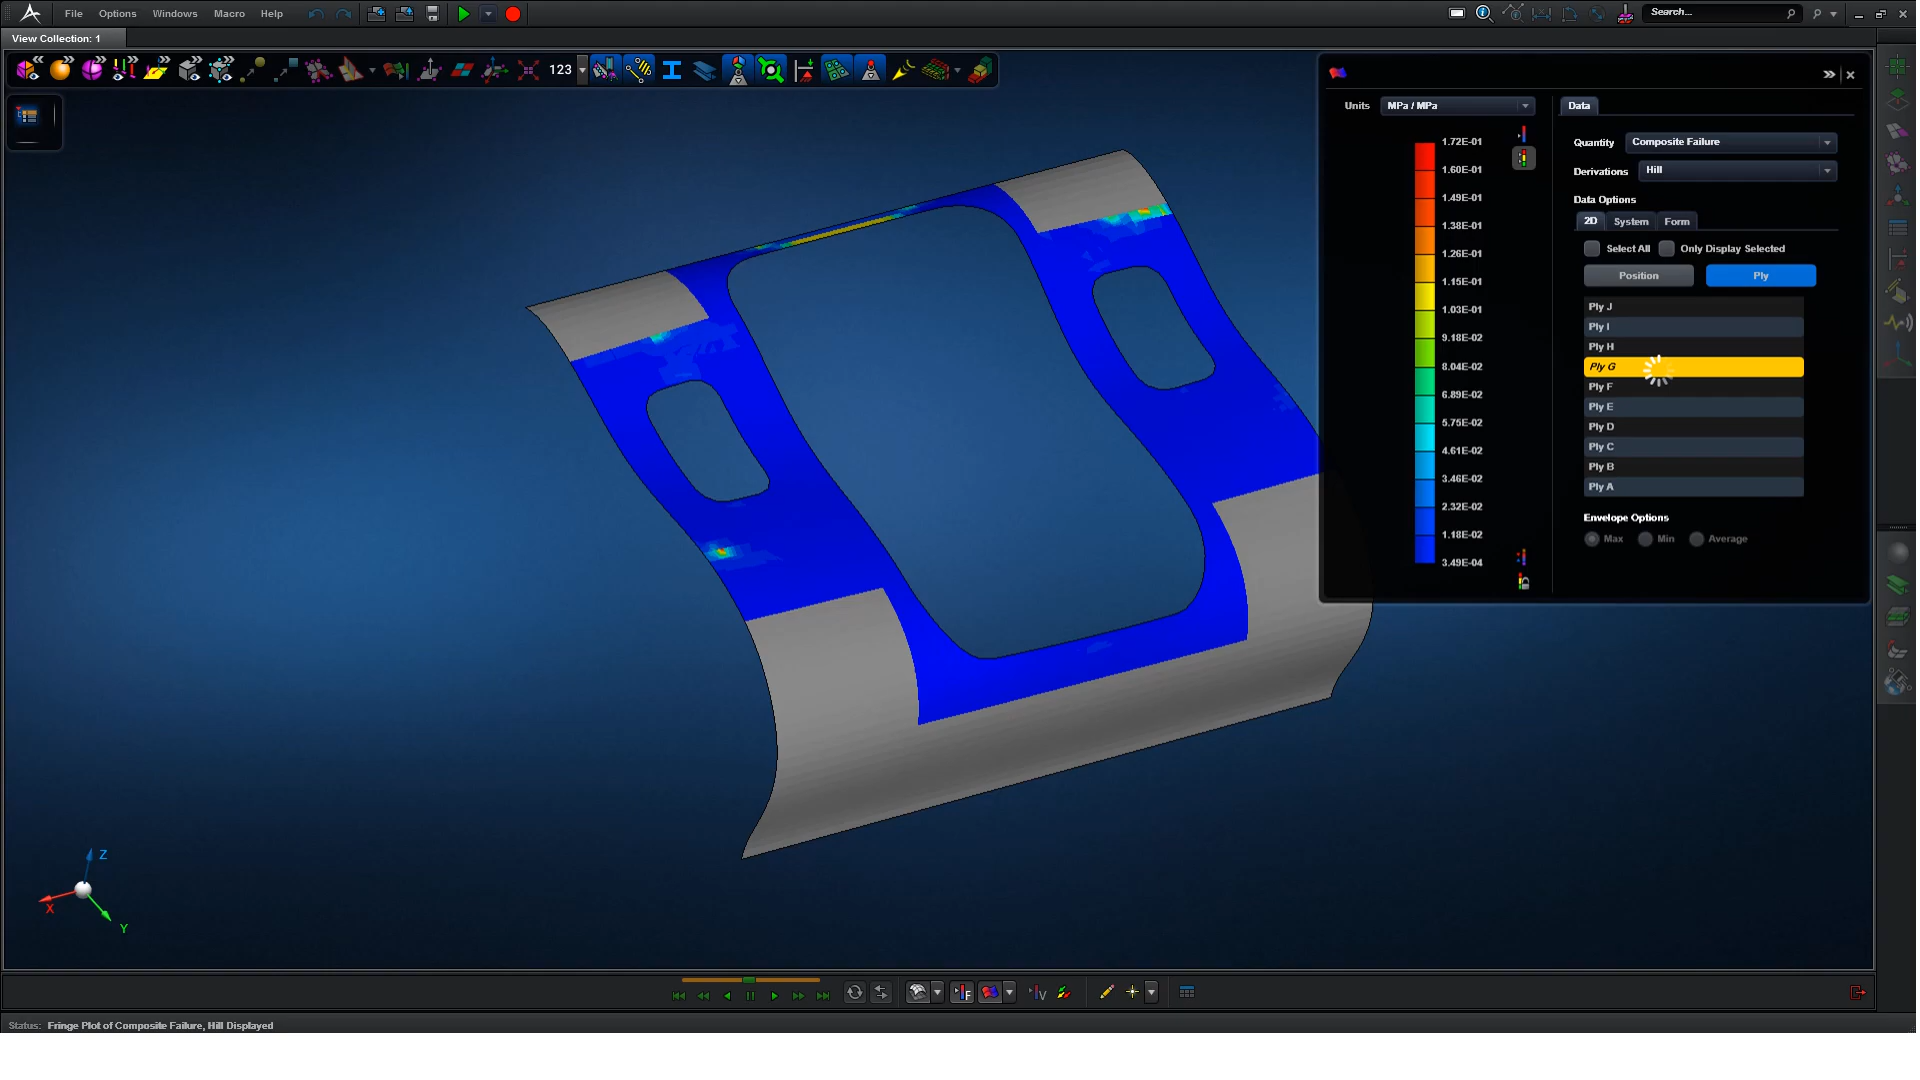 File Options Windows Macro Help Search...
View Collection: 1
123
Units MPa / MPa Data
1.72E-01
1.60E-01
1.49E-01
1.38E-01
1.26E-01
1.15E-01
1.03E-01
9.18E-02
8.04E-02
6.89E-02
5.75E-02
4.61E-02
3.46E-02
2.32E-02
1.18E-02
3.49E-04
Quantity Composite Failure
Derivations Hill
Data Options
2D System Form
Select All Only Display Selected
Position Ply
Ply J
Ply I
Ply H
Ply G
Ply F
Ply E
Ply D
Ply C
Ply B
Ply A
Envelope Options
Max Min Average
Z
X
Y
F
V
Status: Fringe Plot of Composite Failure, Hill Displayed